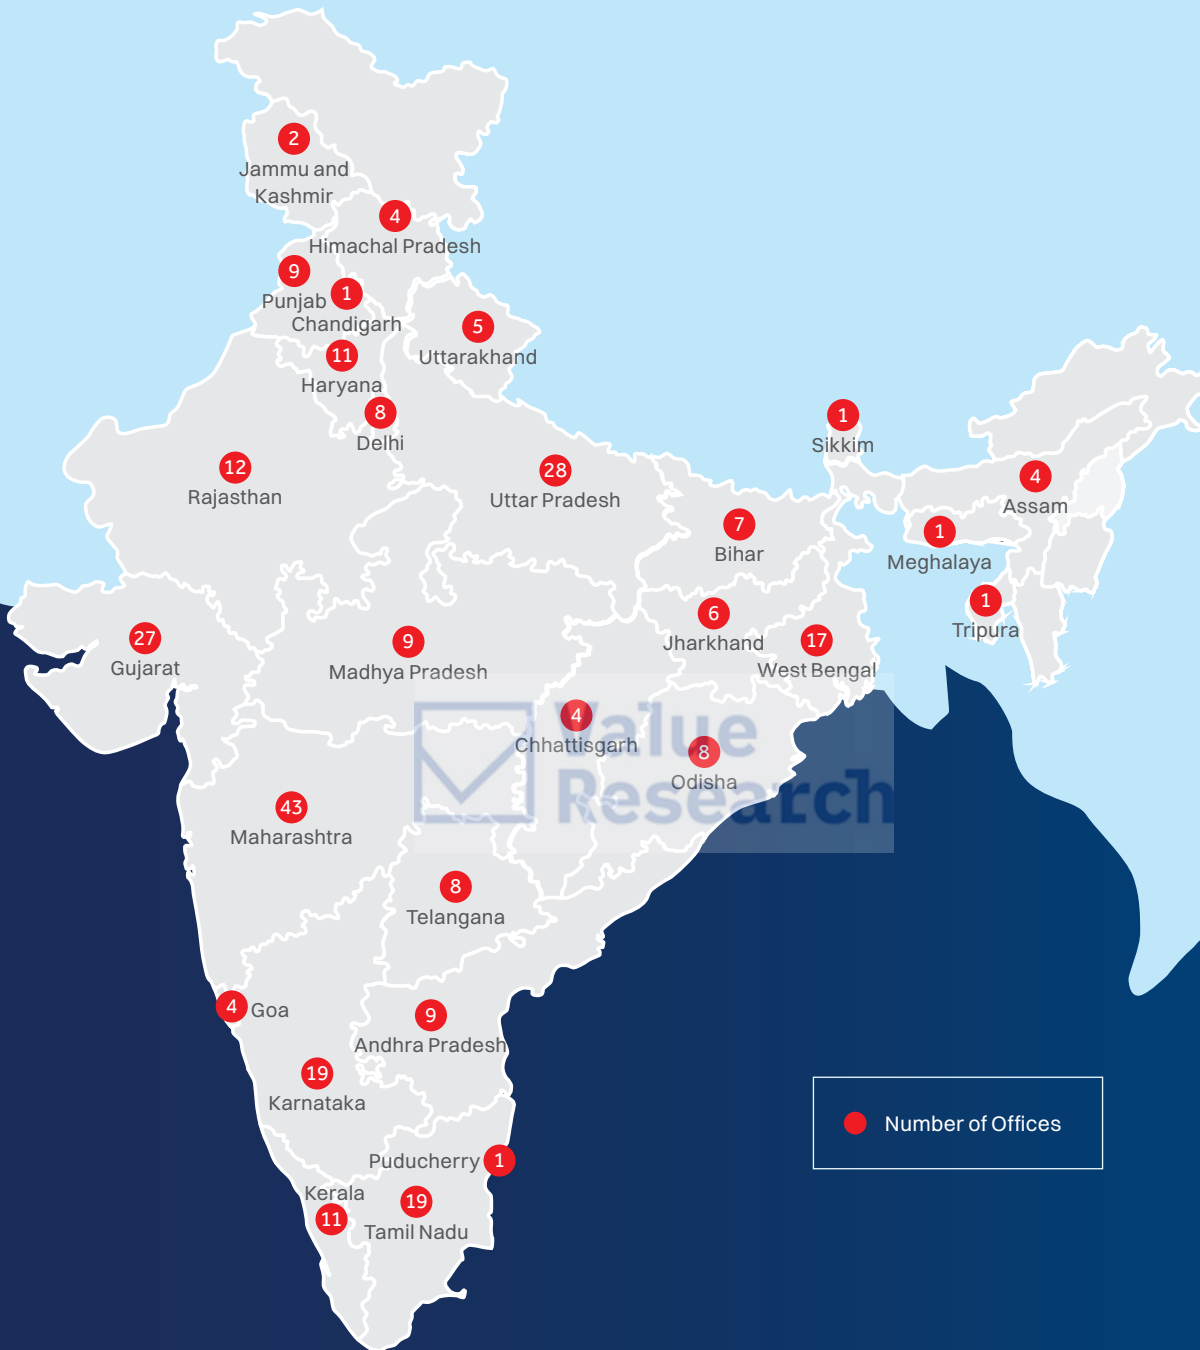 2
Jammu and
Kashmir
4
Himachal Pradesh
9
Punjab
1
Chandigarh
5
Uttarakhand
11
Haryana
8
Delhi
1
Sikkim
12
Rajasthan
28
Uttar Pradesh
4
Assam
7
Bihar
1
Meghalaya
1
Tripura
6
Jharkhand
27
Gujarat
9
Madhya Pradesh
17
West Bengal
4
Chhattisgarh
8
Odisha
Value
Research
43
Maharashtra
8
Telangana
4 Goa
9
Andhra Pradesh
19
Karnataka
Number of Offices
Puducherry 1
Kerala
11
19
Tamil Nadu